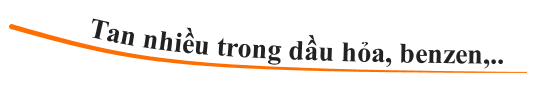 Tan nhiều trong dầu hỏa, benzen,..